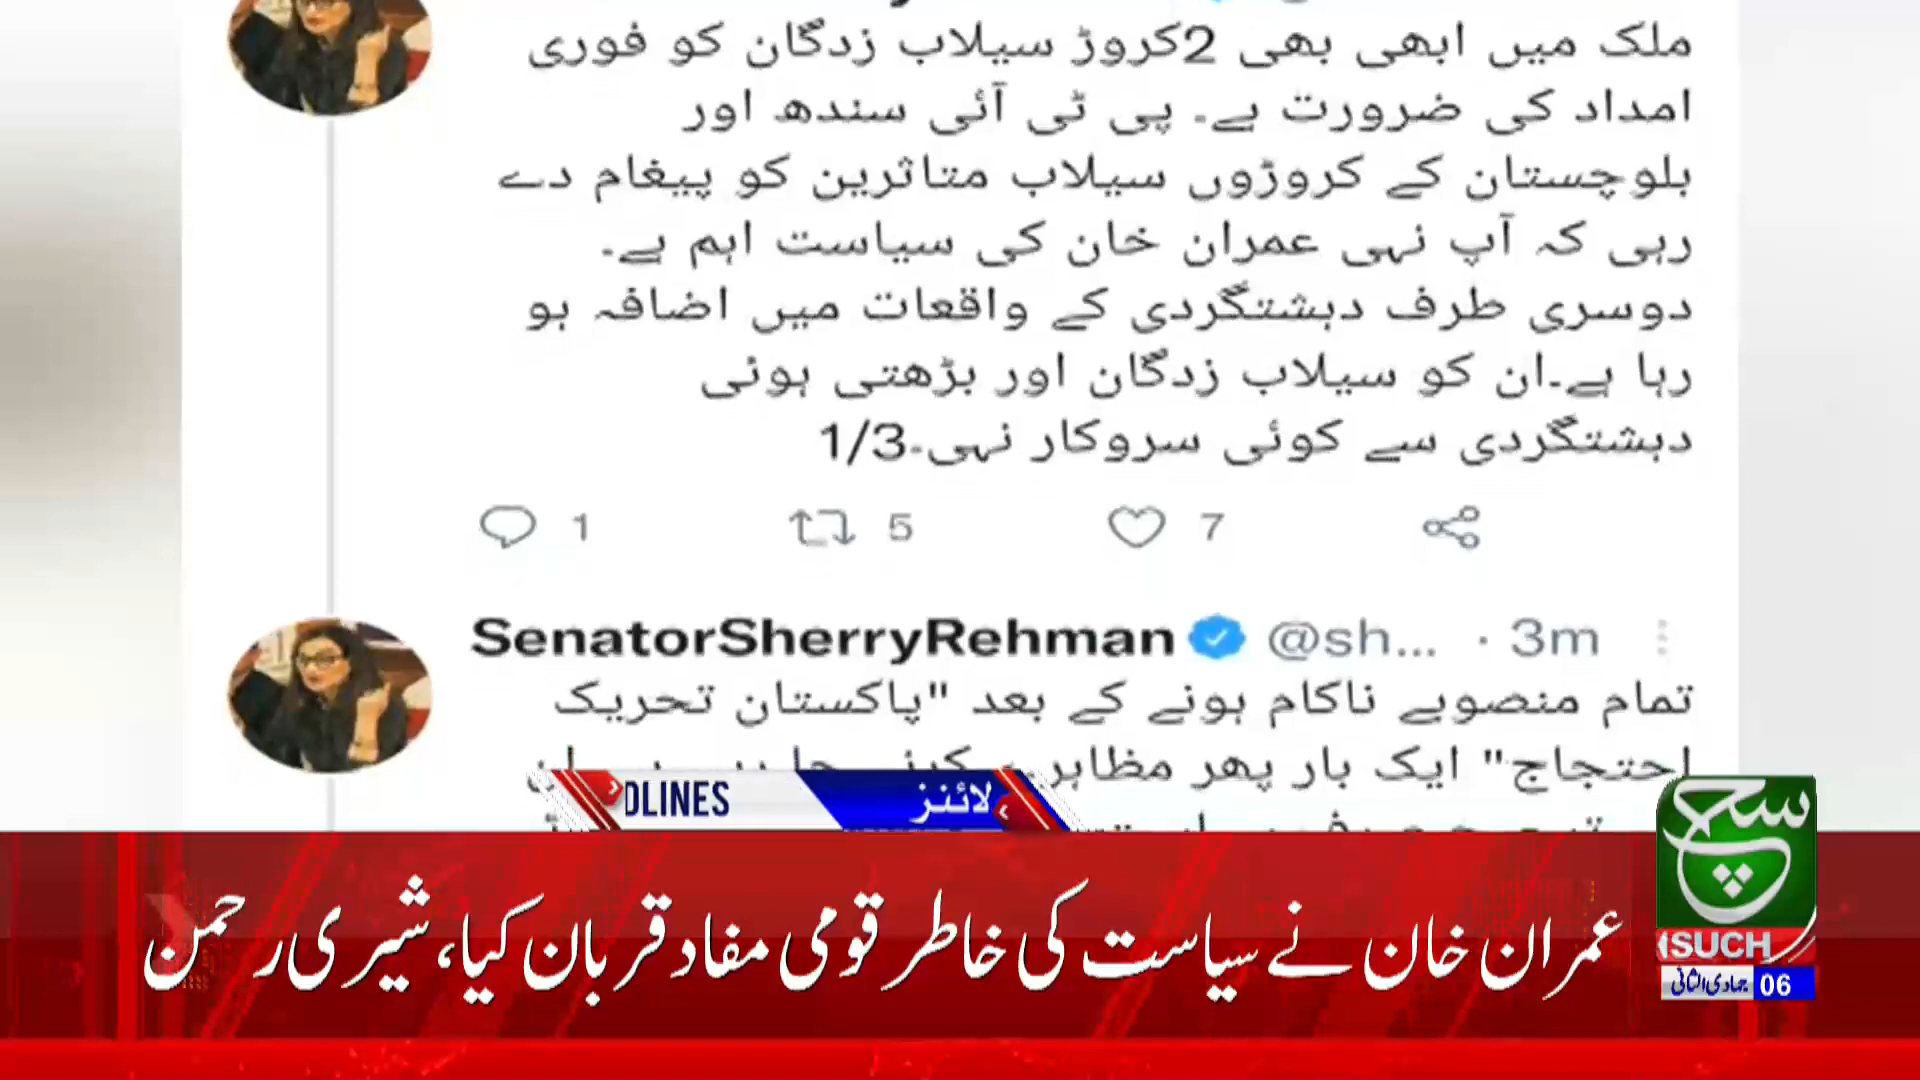 ملک میں ابھی بھی 2کروڑ سیلاب زدگان کو فوری
امداد کی ضرورت ہے۔ پی ٹی آئی سندھ اور
بلوچستان کے کروڑوں سیلاب متاثرین کو پیغام دے
رہی کہ آپ نہی عمران خان کی سیاست اہم ہے۔
دوسری طرف دہشتگردی کے واقعات میں اضافہ ہو
رہا ہے۔ان کو سیلاب زدگان اور بڑھتی ہوئی
دہشتگردی سے کوئی سروکار نہی۔1/3
1 5 7
SenatorSherryRehman @sh... · 3m
تمام منصوبے ناکام ہونے کے بعد "پاکستان تحریک
احتجاج" ایک بار پھر مظاہرے
DLINES لائنز
عمران خان نے سیاست کی خاطر قومی مفاد قربان کیا، شیری رحمن
سچ
SUCH
06 جمادی الثانی